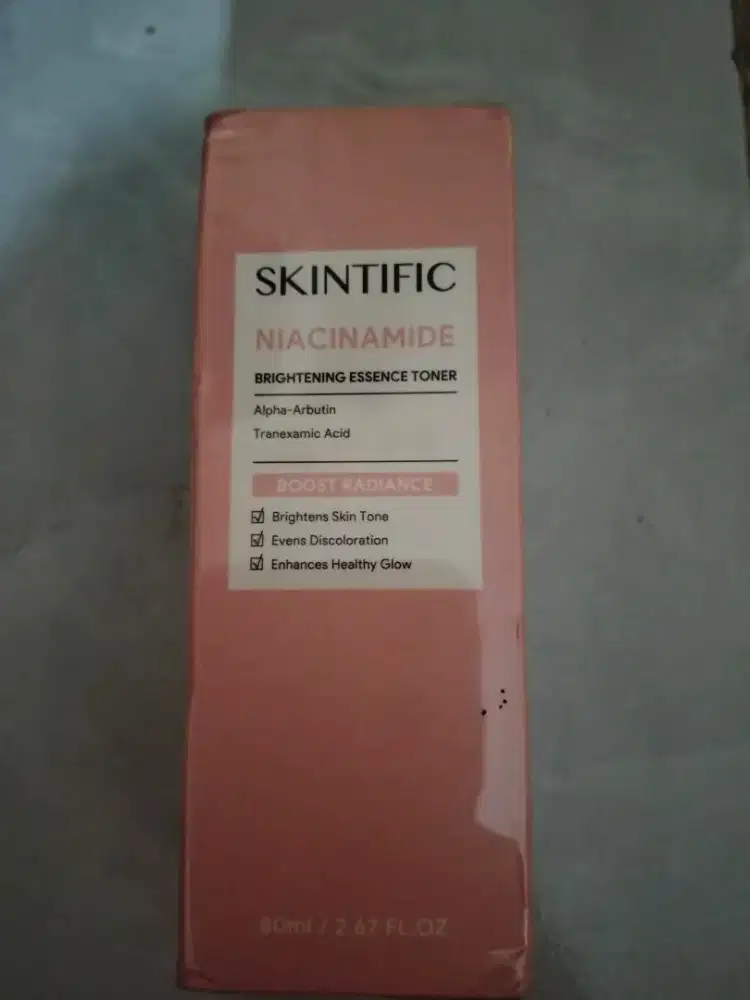 SKINTIFIC
NIACINAMIDE
BRIGHTENING ESSENCE TONER
Alpha-Arbutin
Tranexamic Acid
BOOST RADIANCE
Brightens Skin Tone
Evens Discoloration
Enhances Healthy Glow
80ml / 2.67 FL.OZ